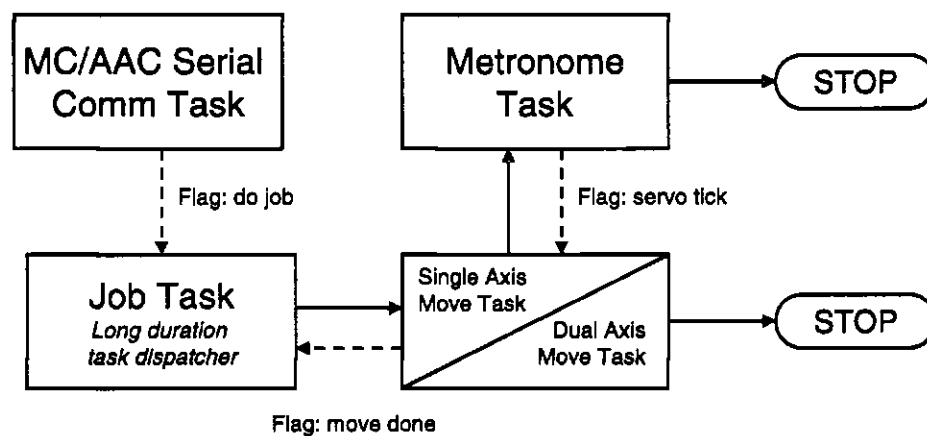 MC/AAC Serial
Comm Task
Metronome
Task
STOP
Flag: do job
Flag: servo tick
Job Task
Long duration
task dispatcher
Single Axis
Move Task
Dual Axis
Move Task
STOP
Flag: move done